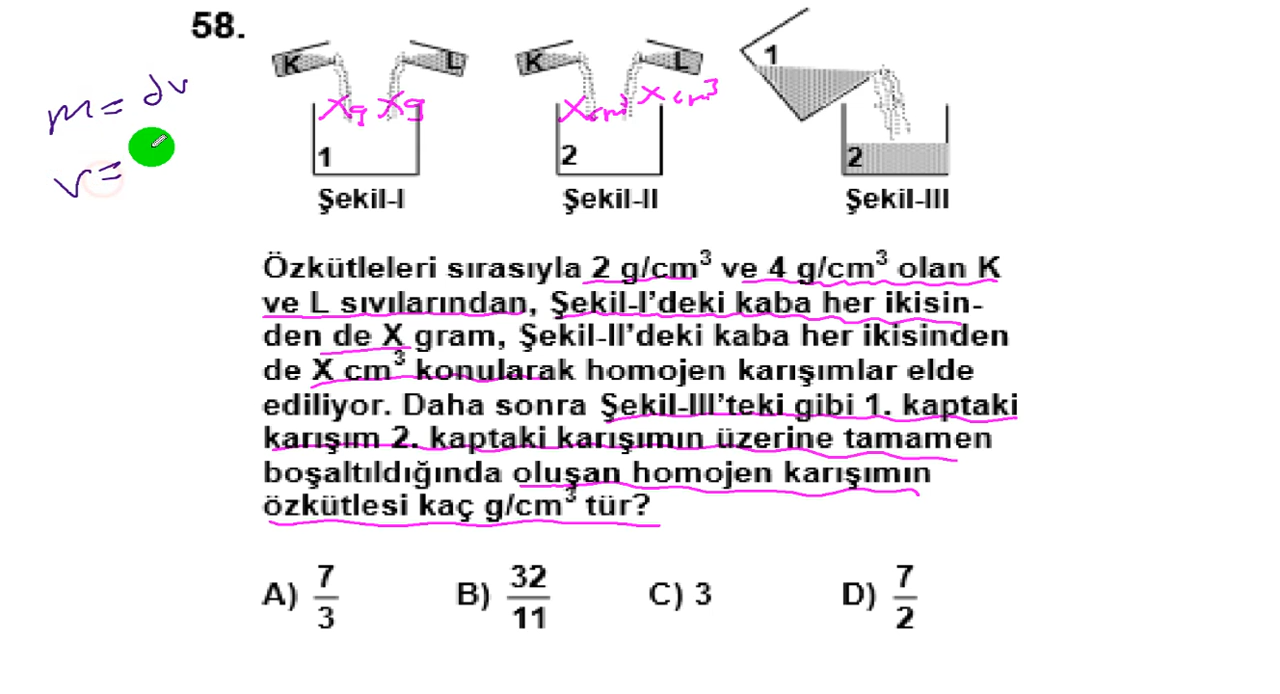 58.
K L
K L
1
Xg Xg
Xcm³ Xcm³
m = dv
v =
1
2
2
Şekil-I
Şekil-II
Şekil-III
Özkütleleri sırasıyla 2 g/cm³ ve 4 g/cm³ olan K
ve L sıvılarından, Şekil-I'deki kaba her ikisin-
den de X gram, Şekil-II'deki kaba her ikisinden
de X cm³ konularak homojen karışımlar elde
ediliyor. Daha sonra Şekil-III'teki gibi 1. kaptaki
karışım 2. kaptaki karışımın üzerine tamamen
boşaltıldığında oluşan homojen karışımın
özkütlesi kaç g/cm³ tür?
A) 7/3 B) 32/11 C) 3 D) 7/2